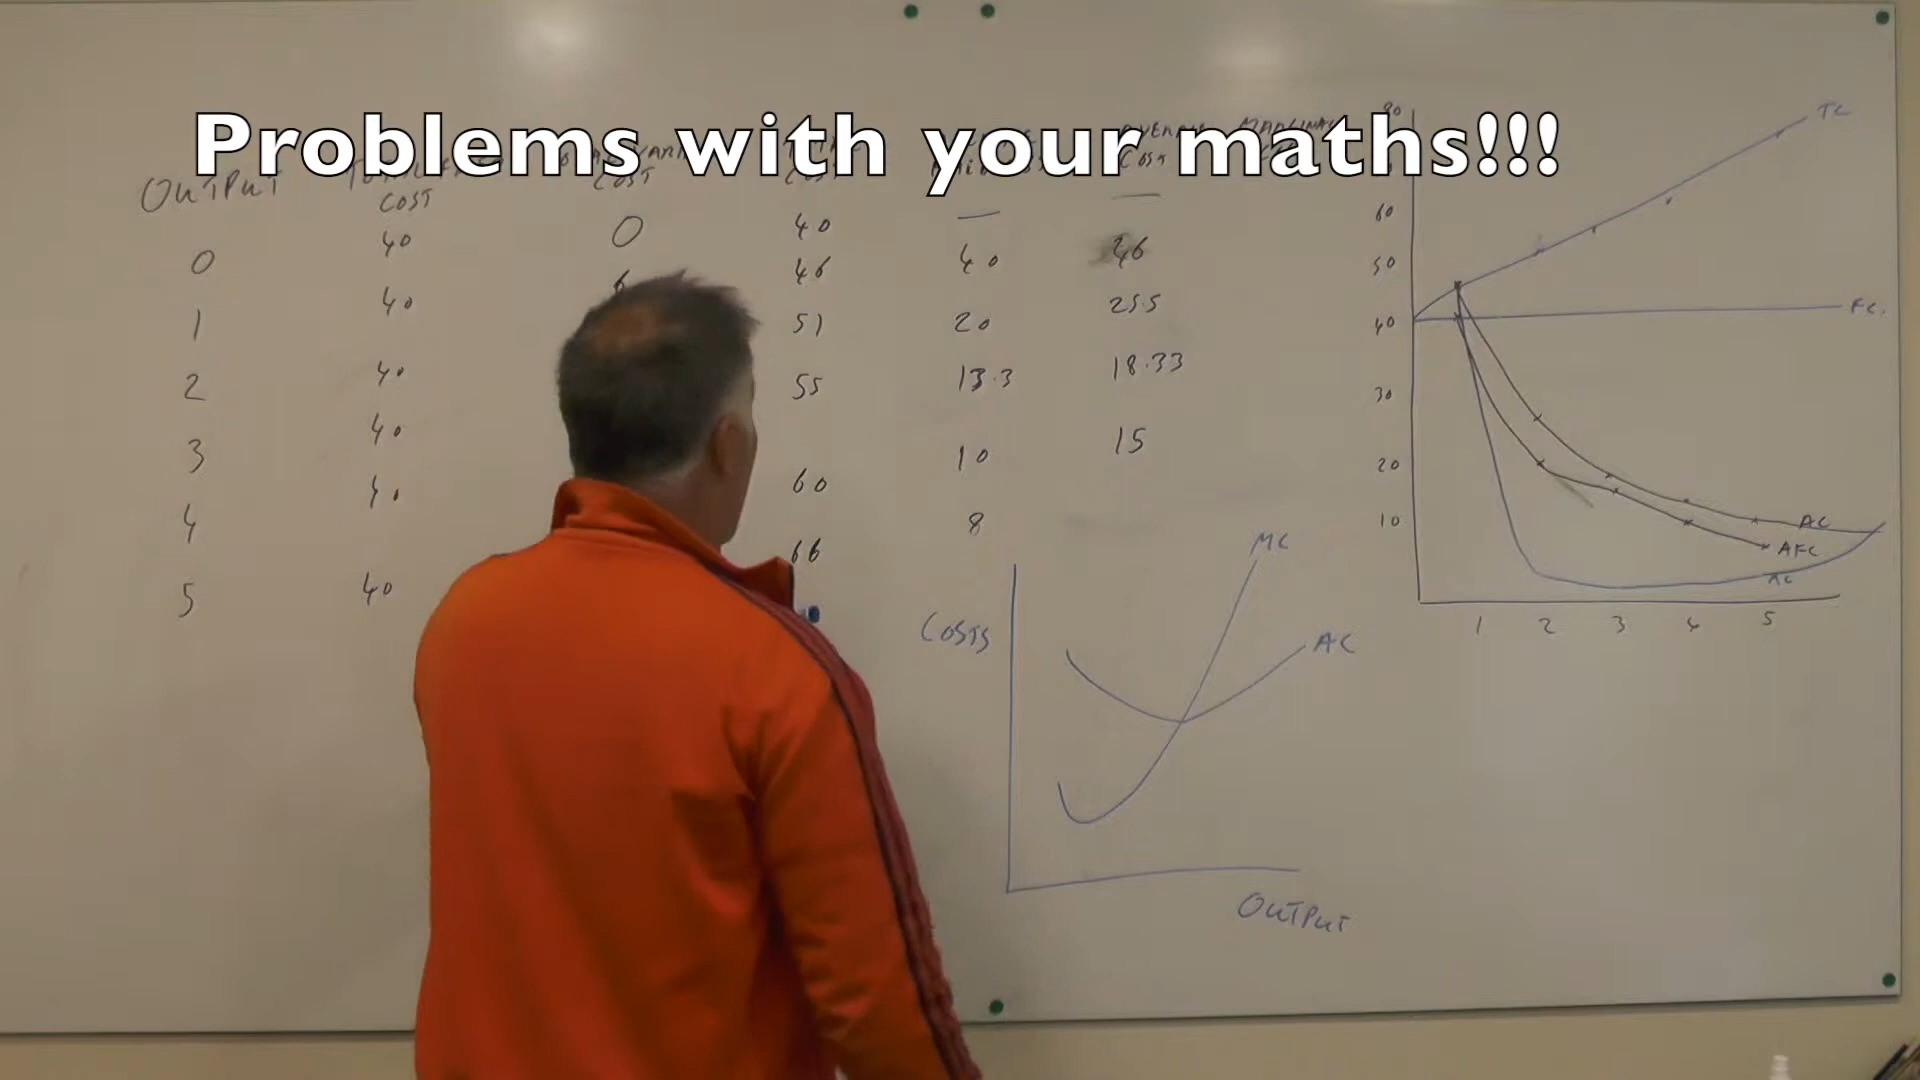 Problems with your maths!!!
OUTPUT
COST
COST
COST
0 40 0 40 —
1 40 6 46 40 46
2 40 51 20 25.5
3 40 55 13.3 18.33
4 40 60 10 15
5 40 66 8
COSTS
MC
AC
OUTPUT
80
60
50
40
30
20
10
TC
FC.
AC
AFC
1 2 3 4 5